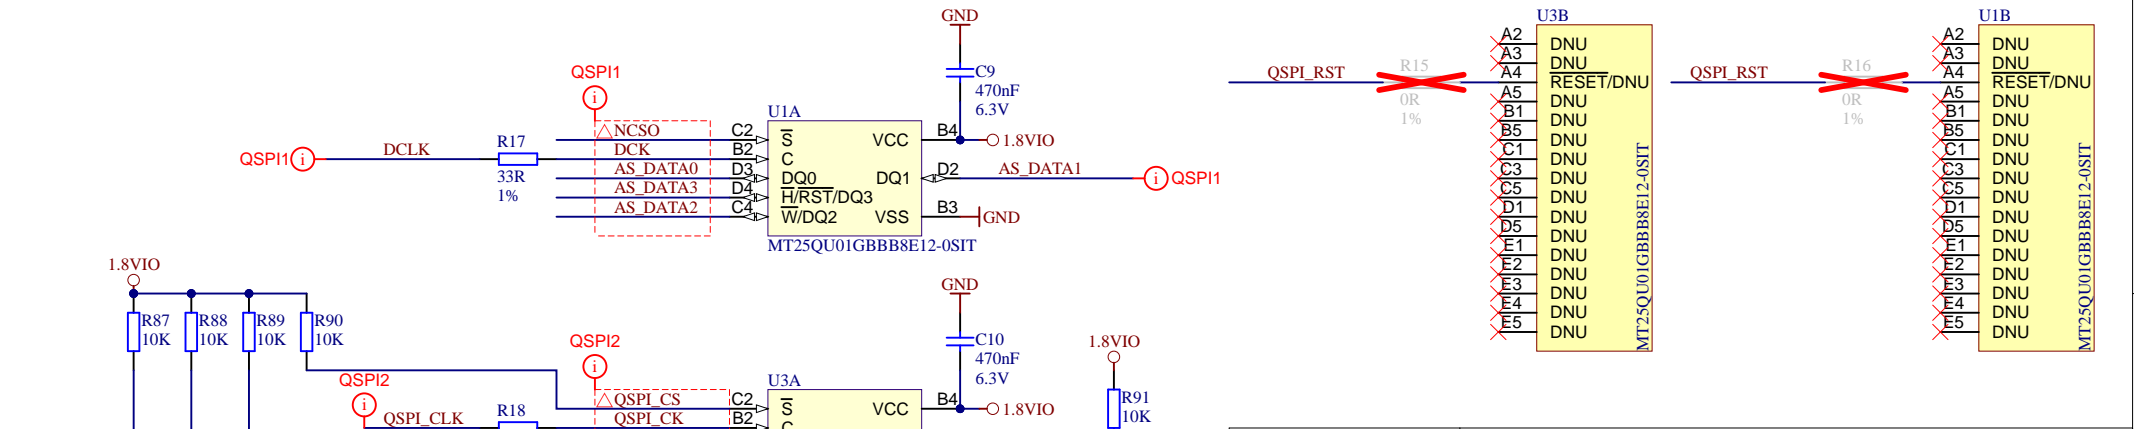 GND
C9
470nF
6.3V
QSPI1
i
U1A
NCSO
C2
S
VCC
B4
1.8VIO
QSPI1
i
DCLK
R17
33R
1%
DCK
B2
C
AS_DATA0
D3
DQ0
DQ1
D2
AS_DATA1
i
QSPI1
AS_DATA3
D4
H/RST/DQ3
AS_DATA2
C4
W/DQ2
VSS
B3
GND
MT25QU01GBBB8E12-0SIT
1.8VIO
R87
10K
R88
10K
R89
10K
R90
10K
QSPI2
i
QSPI_CLK
R18
QSPI2
i
GND
C10
470nF
6.3V
U3A
QSPI_CS
C2
S
VCC
B4
1.8VIO
QSPI_CK
B2
C
1.8VIO
R91
10K
U3B
QSPI_RST
R15
0R
1%
A2 DNU
A3 DNU
A4 RESET/DNU
A5 DNU
B1 DNU
B5 DNU
C1 DNU
C3 DNU
C5 DNU
D1 DNU
D5 DNU
E1 DNU
E2 DNU
E3 DNU
E4 DNU
E5 DNU
MT25QU01GBBB8E12-0SIT
U1B
QSPI_RST
R16
0R
1%
A2 DNU
A3 DNU
A4 RESET/DNU
A5 DNU
B1 DNU
B5 DNU
C1 DNU
C3 DNU
C5 DNU
D1 DNU
D5 DNU
E1 DNU
E2 DNU
E3 DNU
E4 DNU
E5 DNU
MT25QU01GBBB8E12-0SIT